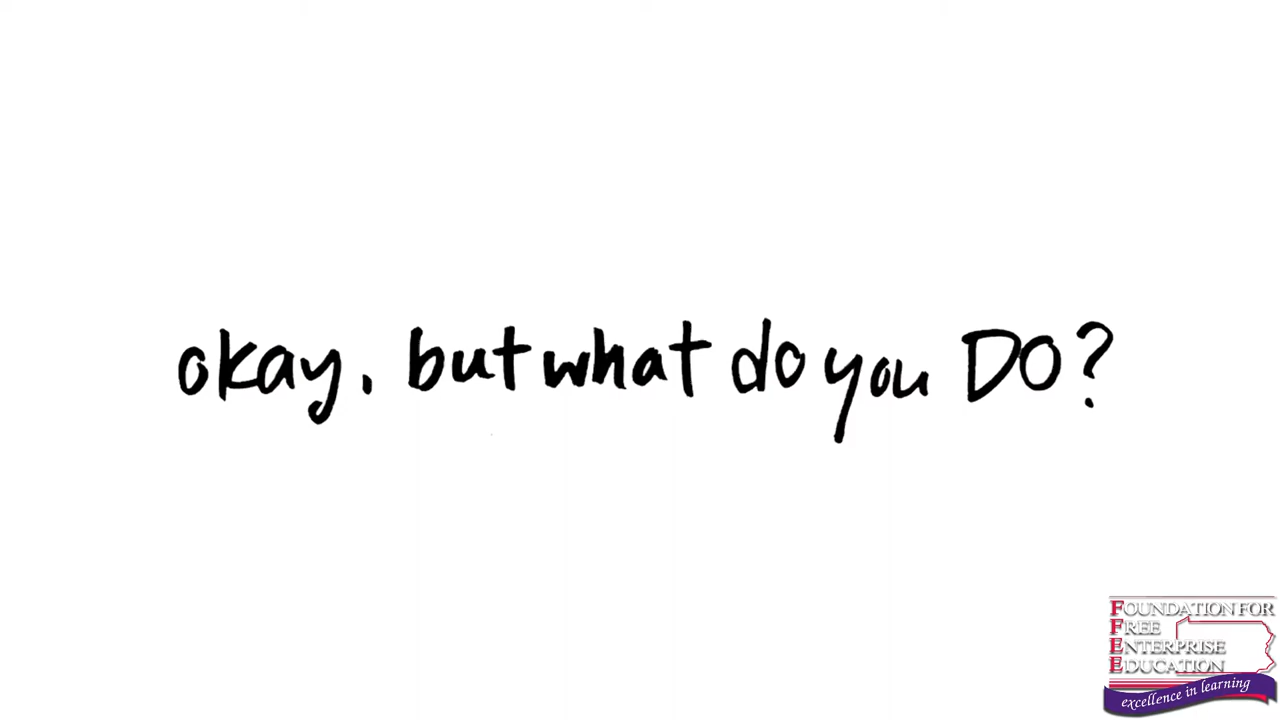 okay, but what do you DO?
FOUNDATION FOR
FREE
ENTERPRISE
EDUCATION
excellence in learning